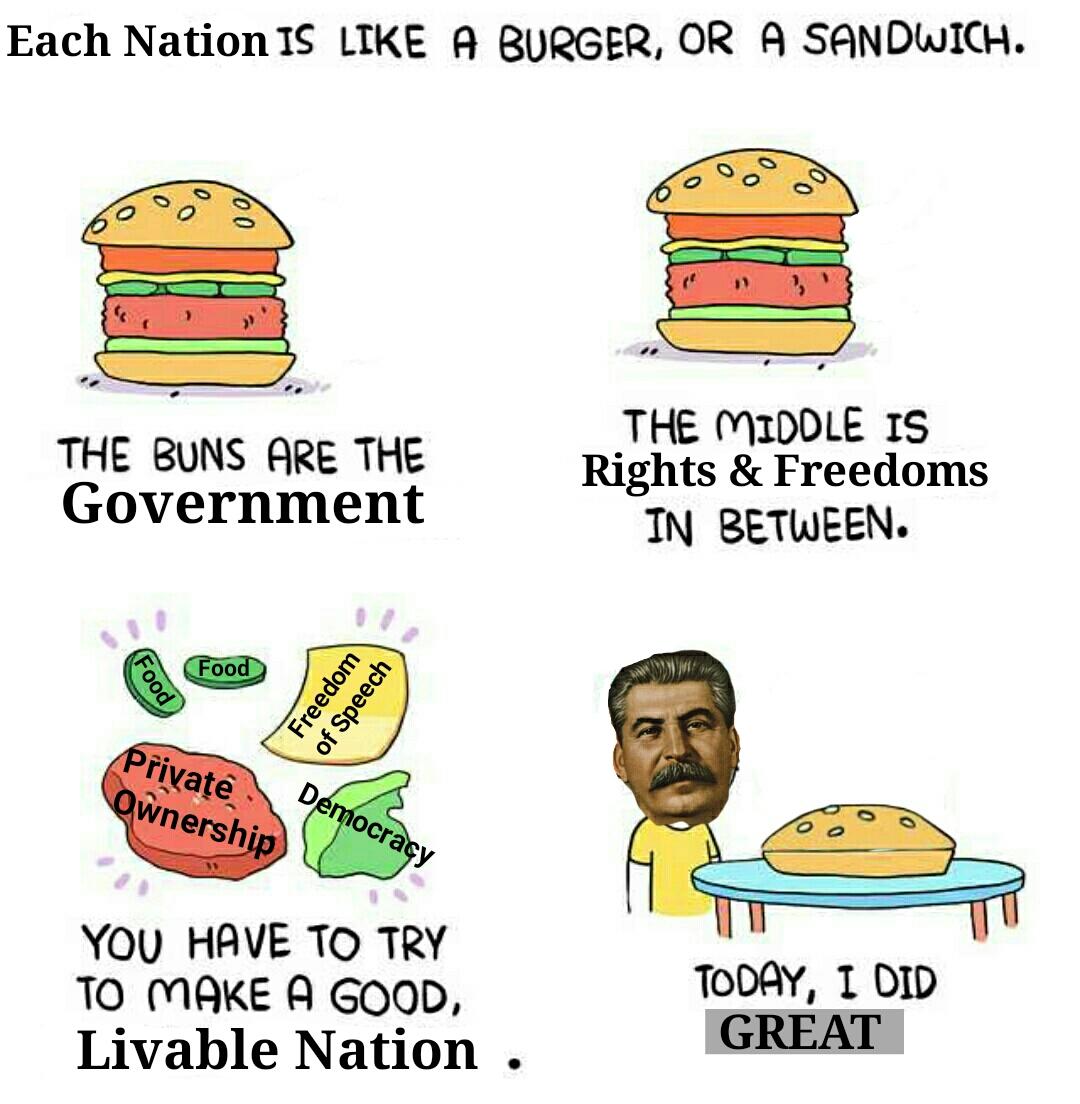 Each Nation IS LIKE A BURGER, OR A SANDWICH.
THE BUNS ARE THE
Government
THE MIDDLE IS
Rights & Freedoms
IN BETWEEN.
Food
Food
Freedom
of Speech
Private
Ownership
Democracy
YOU HAVE TO TRY
TO MAKE A GOOD,
Livable Nation .
TODAY, I DID
GREAT